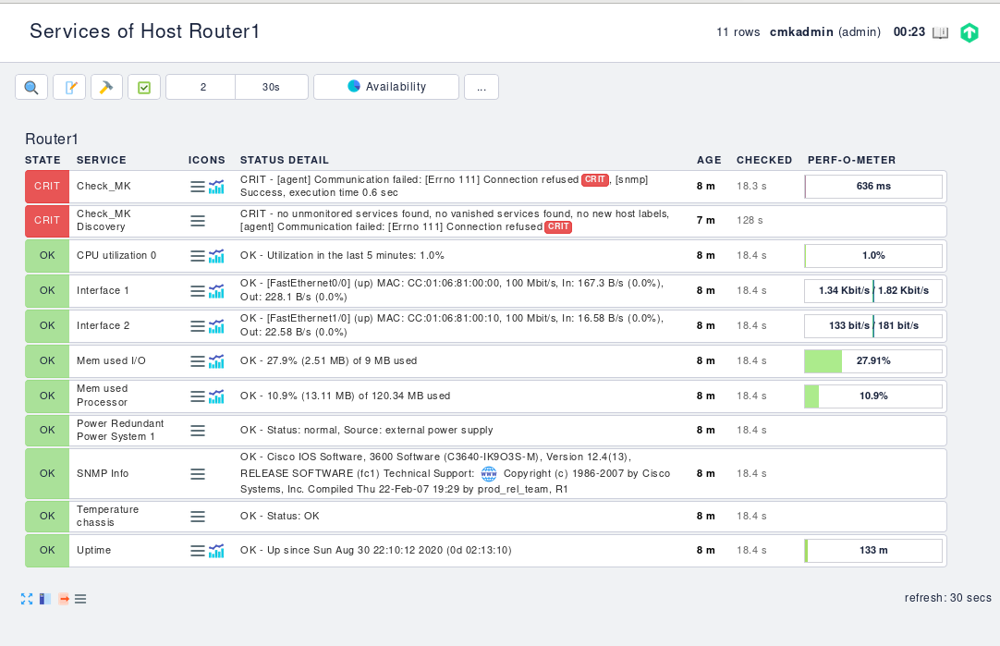 Services of Host Router1
11 rows cmkadmin (admin) 00:23
2 30s Availability ...
Router1
STATE SERVICE ICONS STATUS DETAIL AGE CHECKED PERF-O-METER
CRIT Check_MK CRIT - [agent] Communication failed: [Errno 111] Connection refused CRIT, [snmp] 8 m 18.3 s 636 ms
Success, execution time 0.6 sec
CRIT Check_MK CRIT - no unmonitored services found, no vanished services found, no new host labels, 7 m 128 s
Discovery [agent] Communication failed: [Errno 111] Connection refused CRIT
OK CPU utilization 0 OK - Utilization in the last 5 minutes: 1.0% 8 m 18.4 s 1.0%
OK Interface 1 OK - [FastEthernet0/0] (up) MAC: CC:01:06:81:00:00, 100 Mbit/s, In: 167.3 B/s (0.0%), 8 m 18.4 s 1.34 Kbit/s / 1.82 Kbit/s
Out: 228.1 B/s (0.0%)
OK Interface 2 OK - [FastEthernet1/0] (up) MAC: CC:01:06:81:00:10, 100 Mbit/s, In: 16.58 B/s (0.0%), 8 m 18.4 s 133 bit/s / 181 bit/s
Out: 22.58 B/s (0.0%)
OK Mem used I/O OK - 27.9% (2.51 MB) of 9 MB used 8 m 18.4 s 27.91%
OK Mem used OK - 10.9% (13.11 MB) of 120.34 MB used 8 m 18.4 s 10.9%
Processor
OK Power Redundant OK - Status: normal, Source: external power supply 8 m 18.4 s
Power System 1
OK SNMP Info OK - Cisco IOS Software, 3600 Software (C3640-IK9O3S-M), Version 12.4(13), 8 m 18.4 s
RELEASE SOFTWARE (fc1) Technical Support: WWW Copyright (c) 1986-2007 by Cisco
Systems, Inc. Compiled Thu 22-Feb-07 19:29 by prod_rel_team, R1
OK Temperature OK - Status: OK 8 m 18.4 s
chassis
OK Uptime OK - Up since Sun Aug 30 22:10:12 2020 (0d 02:13:10) 8 m 18.4 s 133 m
refresh: 30 secs